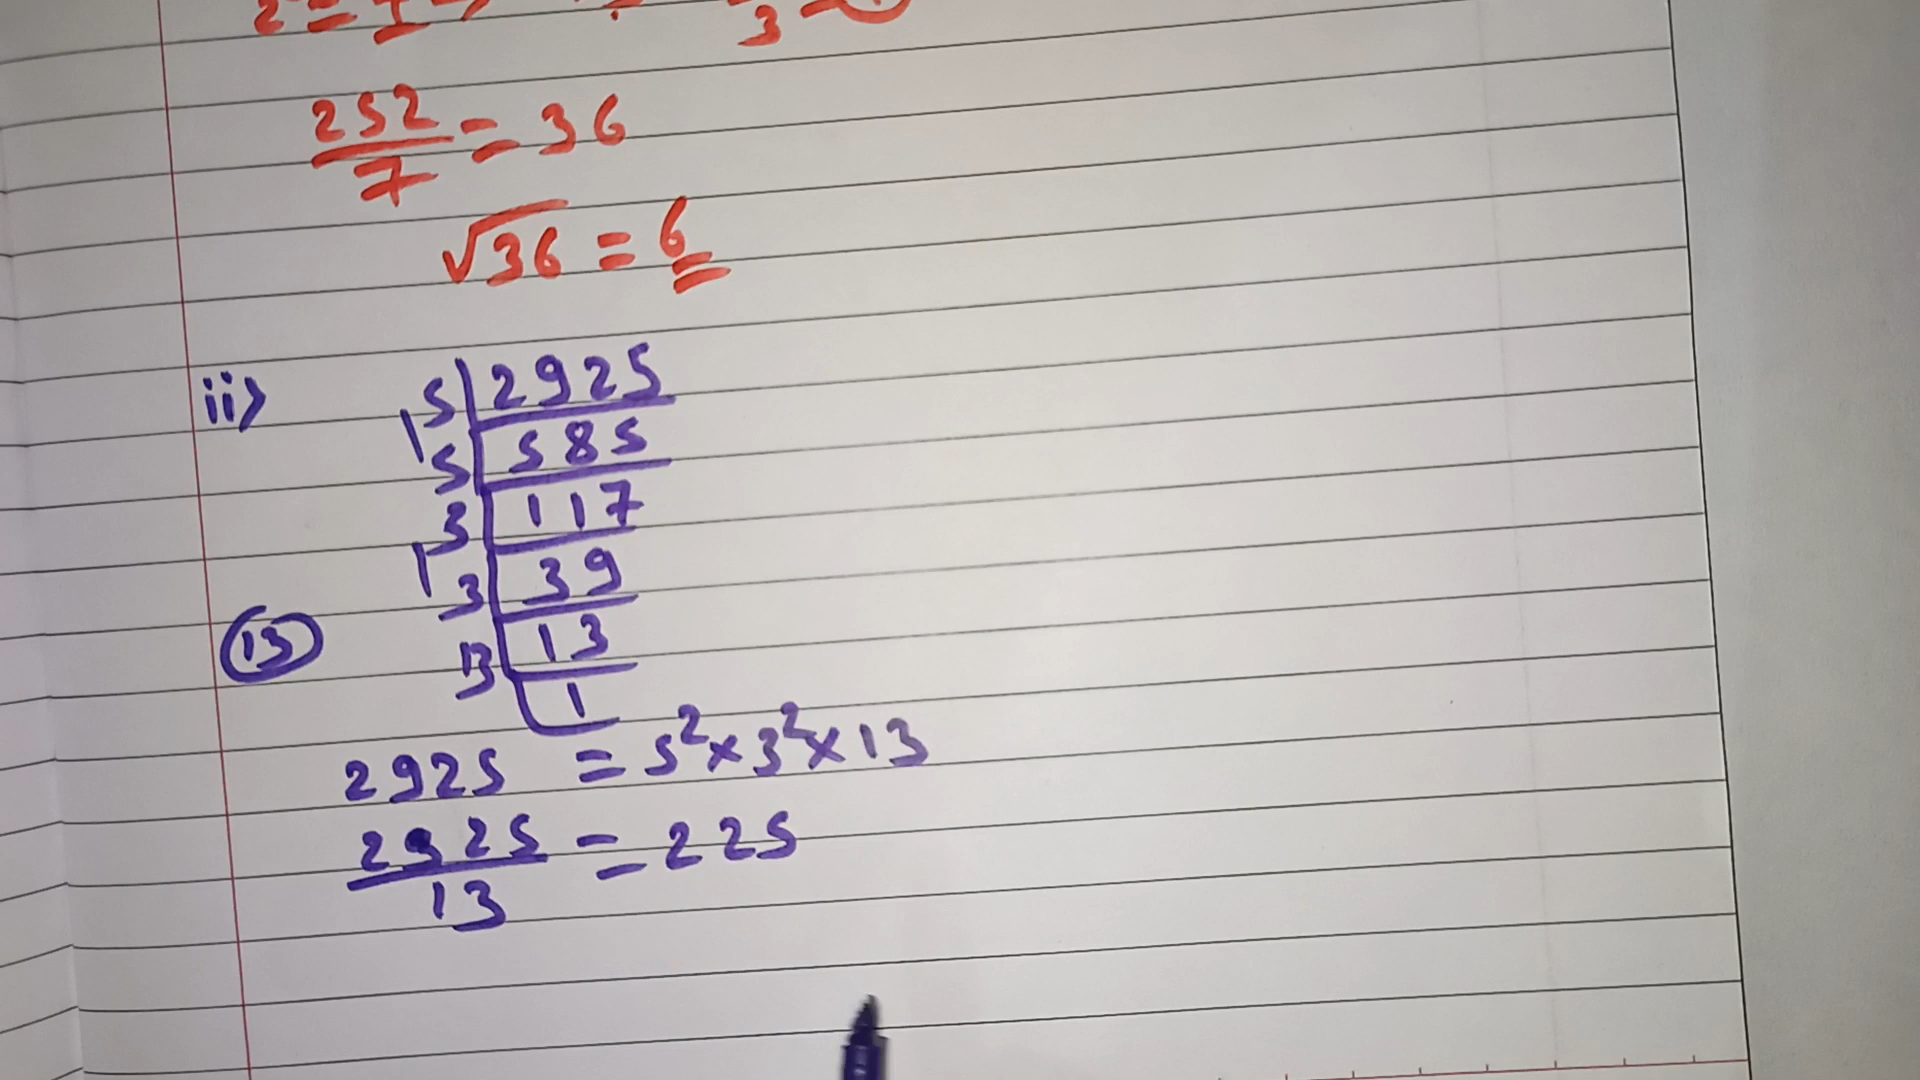 252
7 = 36
√36 = 6
ii) 5 | 2925
5 | 585
3 | 117
3 | 39
13 13 | 13
1
2925 = 5² × 3² × 13
2925
13 = 225